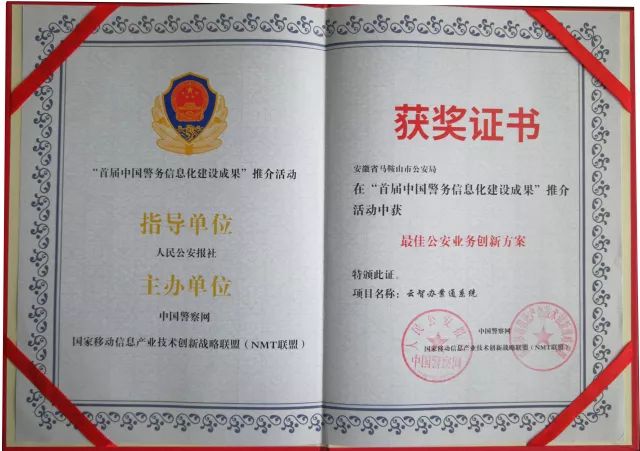 “首届中国警务信息化建设成果”推介活动
指导单位
人民公安报社
主办单位
中国警察网
国家移动信息产业技术创新战略联盟（NMT联盟）
获奖证书
安徽省马鞍山市公安局
在“首届中国警务信息化建设成果”推介
活动中获
最佳公安业务创新方案
特颁此证。
项目名称：云智办案通系统
中国警察网
国家移动信息产业技术创新战略联盟（NMT联盟）